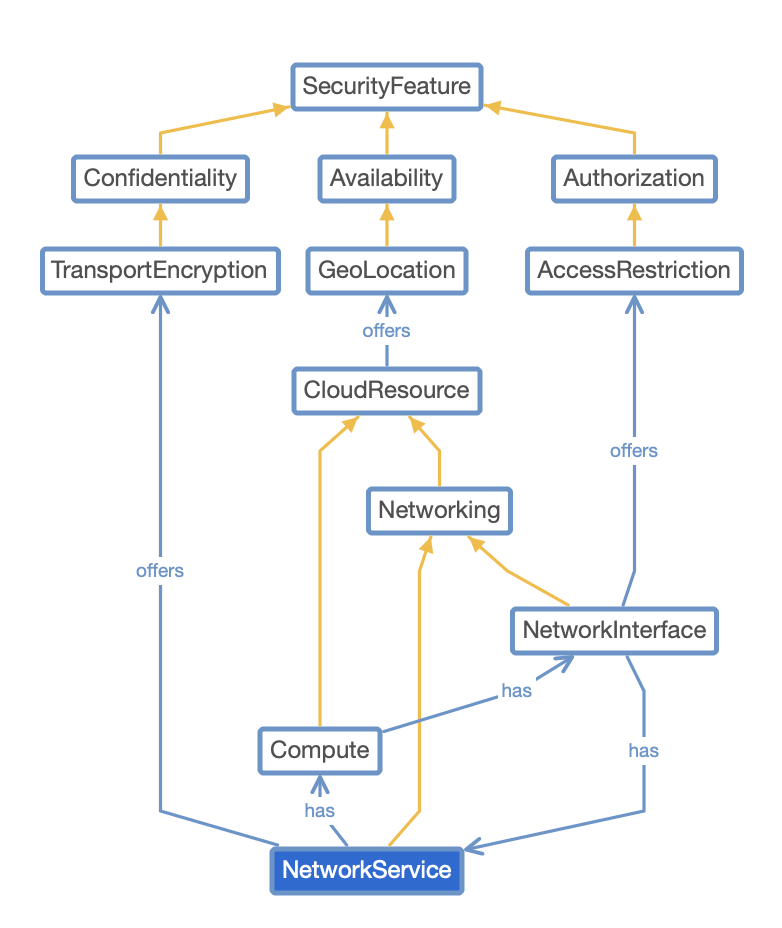 SecurityFeature
Confidentiality
Availability
Authorization
TransportEncryption
GeoLocation
AccessRestriction
offers
CloudResource
offers
Networking
offers
NetworkInterface
has
Compute
has
has
NetworkService